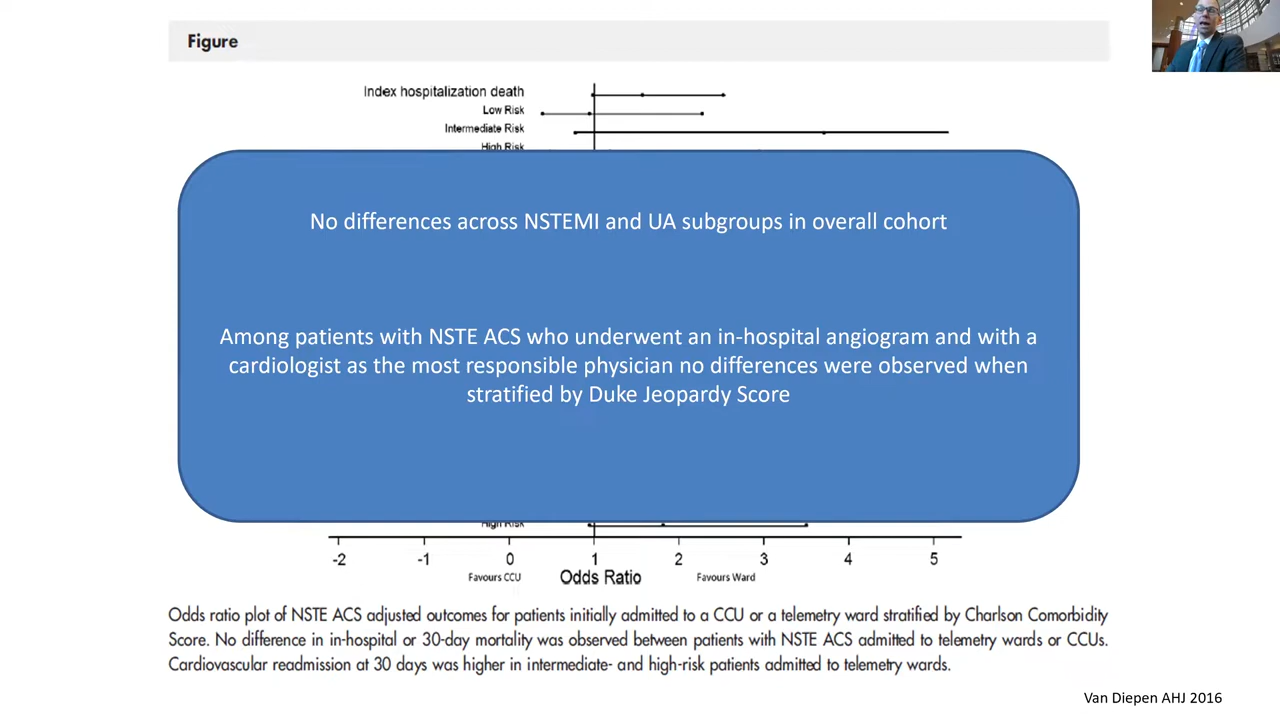 Figure
Index hospitalization death
Low Risk
Intermediate Risk
High Risk
No differences across NSTEMI and UA subgroups in overall cohort
Among patients with NSTE ACS who underwent an in-hospital angiogram and with a
cardiologist as the most responsible physician no differences were observed when
stratified by Duke Jeopardy Score
High Risk
-2 -1 0 1 2 3 4 5
Favours CCU Odds Ratio Favours Ward
Odds ratio plot of NSTE ACS adjusted outcomes for patients initially admitted to a CCU or a telemetry ward stratified by Charlson Comorbidity
Score. No difference in in-hospital or 30-day mortality was observed between patients with NSTE ACS admitted to telemetry wards or CCUs.
Cardiovascular readmission at 30 days was higher in intermediate- and high-risk patients admitted to telemetry wards.
Van Diepen AHJ 2016